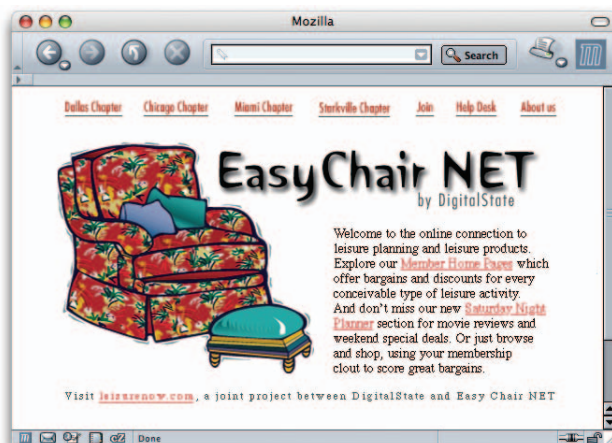 Mozilla
Search
Dallas Chapter Chicago Chapter Miami Chapter Starkville Chapter Join Help Desk About us
EasyChair NET
by DigitalState
Welcome to the online connection to
leisure planning and leisure products.
Explore our Member Home Pages which
offer bargains and discounts for every
conceivable type of leisure activity.
And don't miss our new Saturday Night
Planner section for movie reviews and
weekend special deals. Or just browse
and shop, using your membership
clout to score great bargains.
Visit leisurenow.com, a joint project between DigitalState and Easy Chair NET
Done